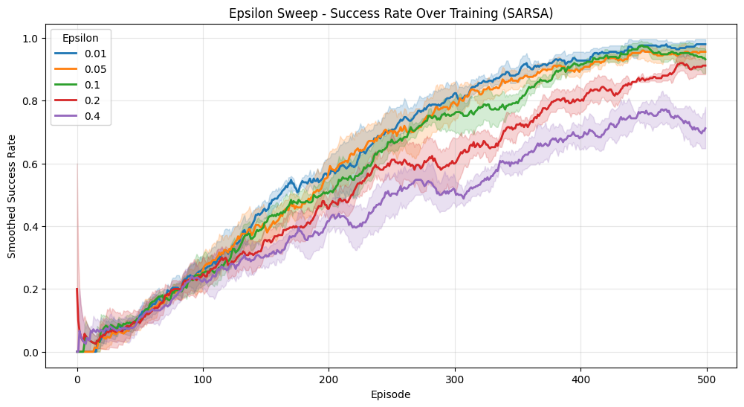 Epsilon Sweep - Success Rate Over Training (SARSA)
Epsilon
0.01
0.05
0.1
0.2
0.4
Smoothed Success Rate
1.0
0.8
0.6
0.4
0.2
0.0
0 100 200 300 400 500
Episode